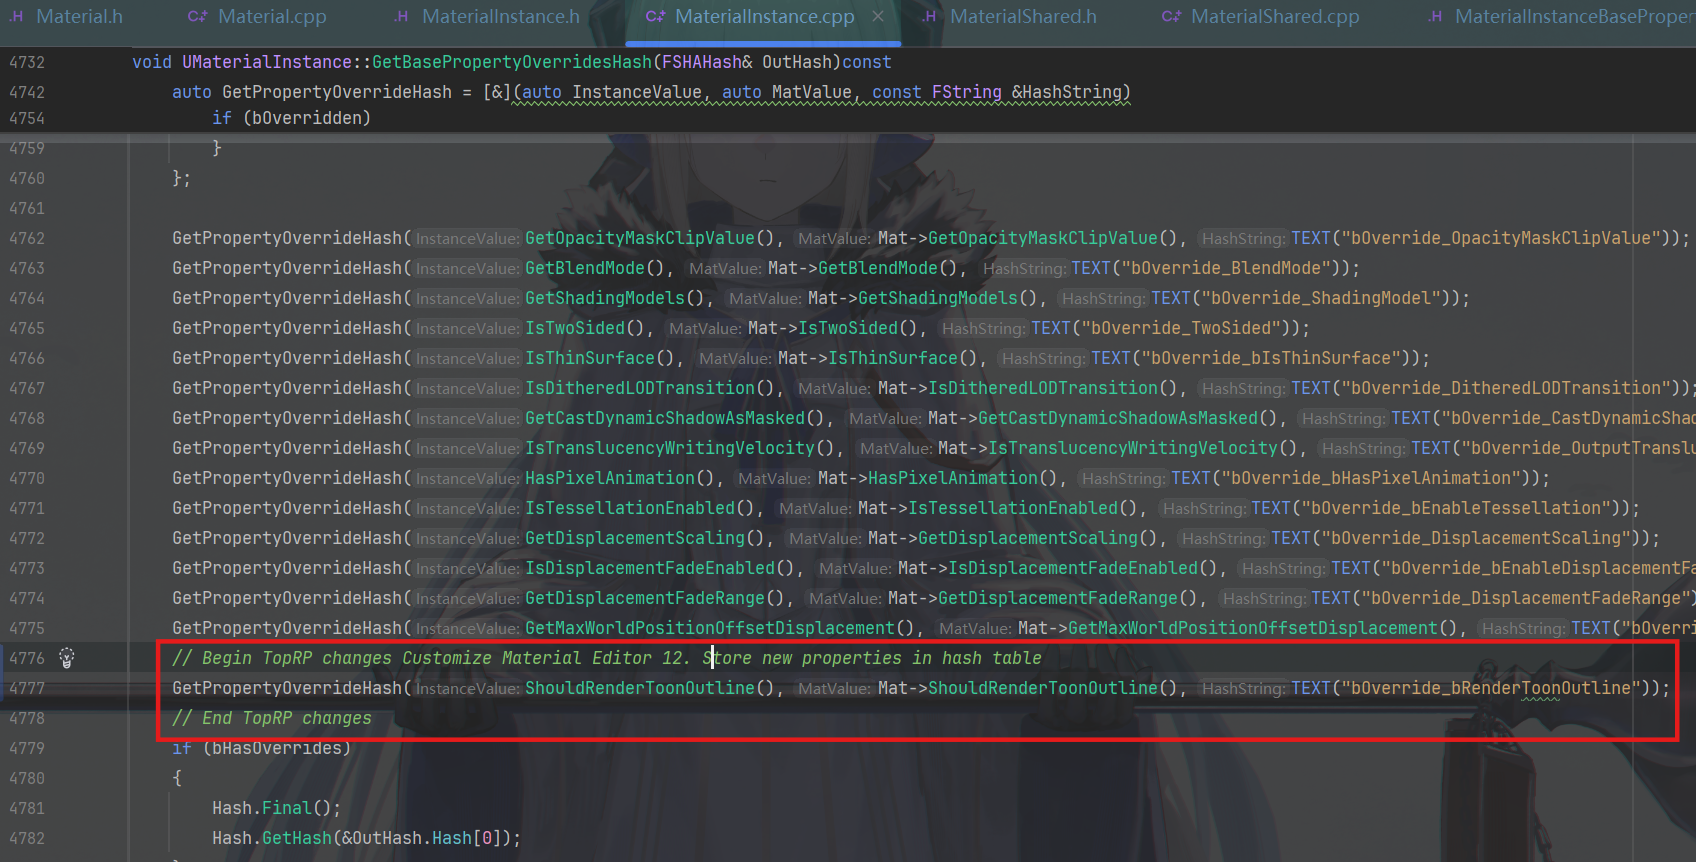 .H Material.h C++ Material.cpp .H MaterialInstance.h C++ MaterialInstance.cpp × .H MaterialShared.h C++ MaterialShared.cpp .H MaterialInstanceBaseProper
4732 void UMaterialInstance::GetBasePropertyOverridesHash(FSHAHash& OutHash)const
4742 auto GetPropertyOverrideHash = [&](auto InstanceValue, auto MatValue, const FString &HashString)
4754 if (bOverridden)
4759 }
4760 };
4761
4762 GetPropertyOverrideHash(InstanceValue: GetOpacityMaskClipValue(), MatValue: Mat->GetOpacityMaskClipValue(), HashString: TEXT("bOverride_OpacityMaskClipValue"));
4763 GetPropertyOverrideHash(InstanceValue: GetBlendMode(), MatValue: Mat->GetBlendMode(), HashString: TEXT("bOverride_BlendMode"));
4764 GetPropertyOverrideHash(InstanceValue: GetShadingModels(), MatValue: Mat->GetShadingModels(), HashString: TEXT("bOverride_ShadingModel"));
4765 GetPropertyOverrideHash(InstanceValue: IsTwoSided(), MatValue: Mat->IsTwoSided(), HashString: TEXT("bOverride_TwoSided"));
4766 GetPropertyOverrideHash(InstanceValue: IsThinSurface(), MatValue: Mat->IsThinSurface(), HashString: TEXT("bOverride_bIsThinSurface"));
4767 GetPropertyOverrideHash(InstanceValue: IsDitheredLODTransition(), MatValue: Mat->IsDitheredLODTransition(), HashString: TEXT("bOverride_DitheredLODTransition"));
4768 GetPropertyOverrideHash(InstanceValue: GetCastDynamicShadowAsMasked(), MatValue: Mat->GetCastDynamicShadowAsMasked(), HashString: TEXT("bOverride_CastDynamicSha
4769 GetPropertyOverrideHash(InstanceValue: IsTranslucencyWritingVelocity(), MatValue: Mat->IsTranslucencyWritingVelocity(), HashString: TEXT("bOverride_OutputTranslu
4770 GetPropertyOverrideHash(InstanceValue: HasPixelAnimation(), MatValue: Mat->HasPixelAnimation(), HashString: TEXT("bOverride_bHasPixelAnimation"));
4771 GetPropertyOverrideHash(InstanceValue: IsTessellationEnabled(), MatValue: Mat->IsTessellationEnabled(), HashString: TEXT("bOverride_bEnableTessellation"));
4772 GetPropertyOverrideHash(InstanceValue: GetDisplacementScaling(), MatValue: Mat->GetDisplacementScaling(), HashString: TEXT("bOverride_DisplacementScaling"));
4773 GetPropertyOverrideHash(InstanceValue: IsDisplacementFadeEnabled(), MatValue: Mat->IsDisplacementFadeEnabled(), HashString: TEXT("bOverride_bEnableDisplacementFa
4774 GetPropertyOverrideHash(InstanceValue: GetDisplacementFadeRange(), MatValue: Mat->GetDisplacementFadeRange(), HashString: TEXT("bOverride_DisplacementFadeRange")
4775 GetPropertyOverrideHash(InstanceValue: GetMaxWorldPositionOffsetDisplacement(), MatValue: Mat->GetMaxWorldPositionOffsetDisplacement(), HashString: TEXT("bOverri
4776 // Begin TopRP changes Customize Material Editor 12. Store new properties in hash table
4777 GetPropertyOverrideHash(InstanceValue: ShouldRenderToonOutline(), MatValue: Mat->ShouldRenderToonOutline(), HashString: TEXT("bOverride_bRenderToonOutline"));
4778 // End TopRP changes
4779 if (bHasOverrides)
4780 {
4781 Hash.Final();
4782 Hash.GetHash(&OutHash.Hash[0]);